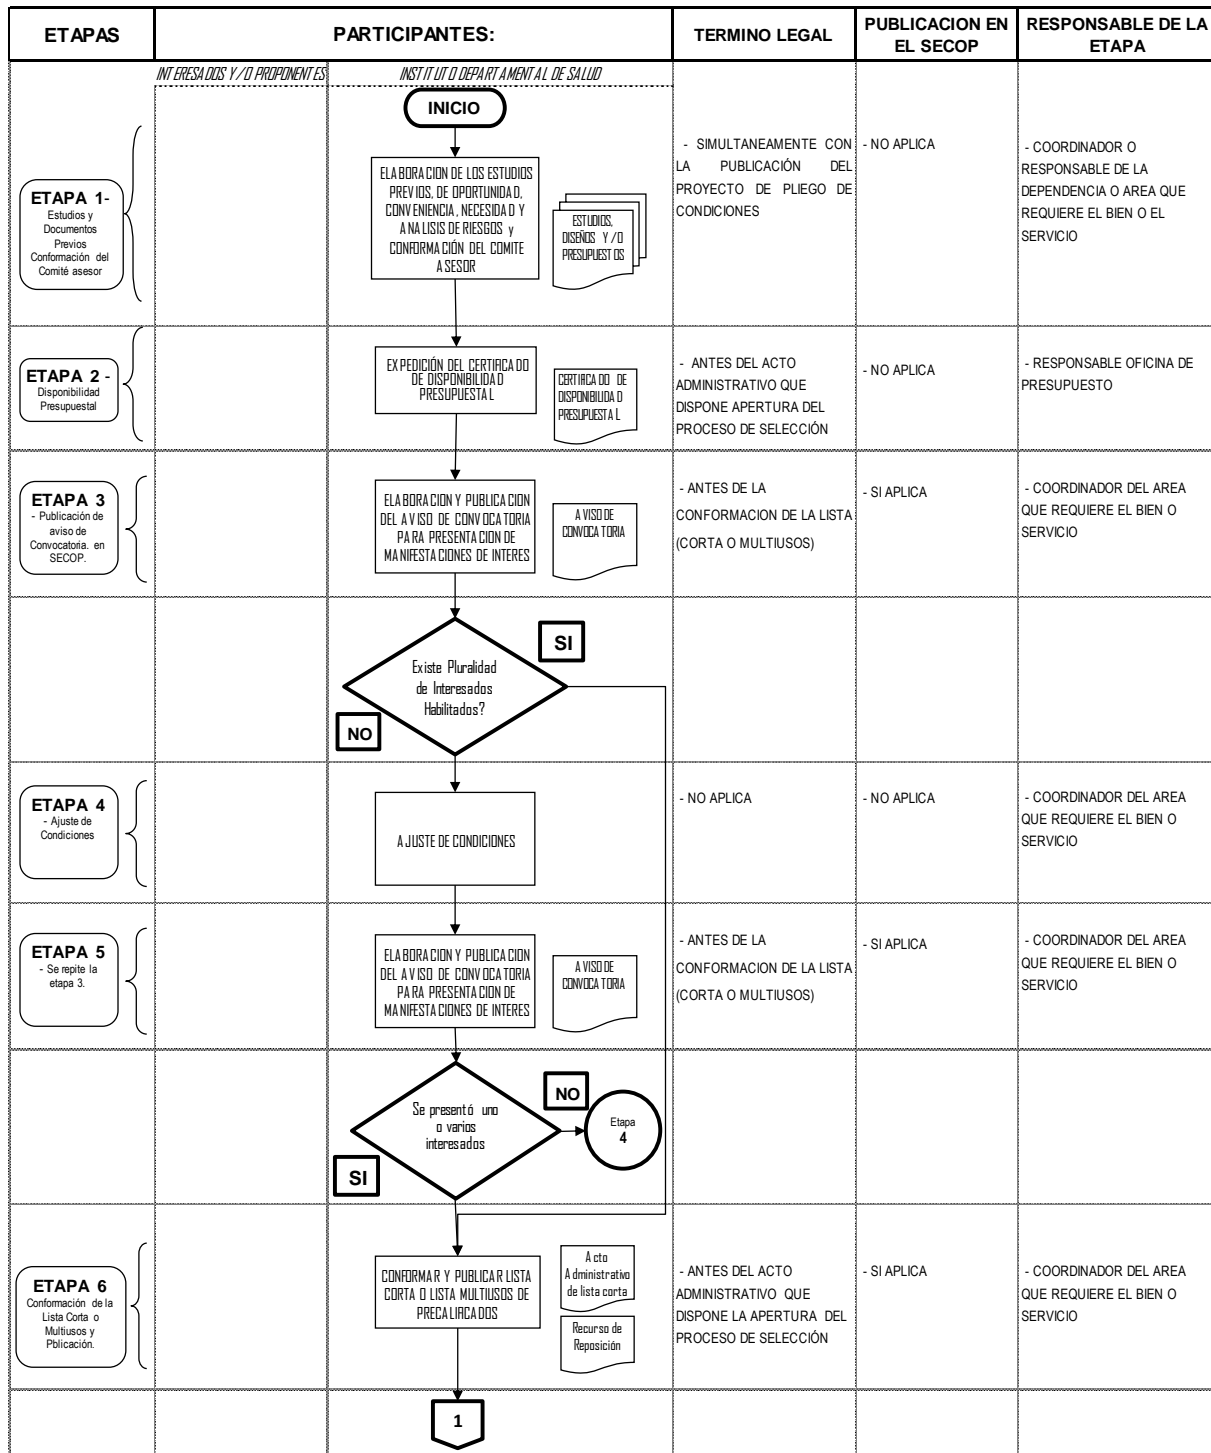 ETAPAS
PARTICIPANTES:
TERMINO LEGAL
PUBLICACION EN
EL SECOP
RESPONSABLE DE LA
ETAPA
INTERESADOS Y/O PROPONENTES
INSTITUTO DEPARTAMENTAL DE SALUD
INICIO
ETAPA 1-
Estudios y
Documentos
Previos
Conformación del
Comité asesor
ELABORACION DE LOS ESTUDIOS
PREVIOS, DE OPORTUNIDAD,
CONVENIENCIA, NECESIDAD Y
ANALISIS DE RIESGOS y
CONFORMACIÓN DEL COMITE
ASESOR
ESTUDIOS,
DISEÑOS Y/O
PRESUPUESTOS
- SIMULTANEAMENTE CON
LA PUBLICACIÓN DEL
PROYECTO DE PLIEGO DE
CONDICIONES
- NO APLICA
- COORDINADOR O
RESPONSABLE DE LA
DEPENDENCIA O AREA QUE
REQUIERE EL BIEN O EL
SERVICIO
ETAPA 2 -
Disponibilidad
Presupuestal
EXPEDICIÓN DEL CERTIFICADO
DE DISPONIBILIDAD
PRESUPUESTAL
CERTIFICADO DE
DISPONIBILIDAD
PRESUPUESTAL
- ANTES DEL ACTO
ADMINISTRATIVO QUE
DISPONE APERTURA DEL
PROCESO DE SELECCIÓN
- NO APLICA
- RESPONSABLE OFICINA DE
PRESUPUESTO
ETAPA 3
- Publicación de
aviso de
Convocatoria. en
SECOP.
ELABORACION Y PUBLICACION
DEL AVISO DE CONVOCATORIA
PARA PRESENTACION DE
MANIFESTACIONES DE INTERES
AVISO DE
CONVOCATORIA
- ANTES DE LA
CONFORMACION DE LA LISTA
(CORTA O MULTIUSOS)
- SI APLICA
- COORDINADOR DEL AREA
QUE REQUIERE EL BIEN O
SERVICIO
SI
Existe Pluralidad
de Interesados
Habilitados?
NO
ETAPA 4
- Ajuste de
Condiciones
AJUSTE DE CONDICIONES
- NO APLICA
- NO APLICA
- COORDINADOR DEL AREA
QUE REQUIERE EL BIEN O
SERVICIO
ETAPA 5
- Se repite la
etapa 3.
ELABORACION Y PUBLICACION
DEL AVISO DE CONVOCATORIA
PARA PRESENTACION DE
MANIFESTACIONES DE INTERES
AVISO DE
CONVOCATORIA
- ANTES DE LA
CONFORMACION DE LA LISTA
(CORTA O MULTIUSOS)
- SI APLICA
- COORDINADOR DEL AREA
QUE REQUIERE EL BIEN O
SERVICIO
Se presentó uno
o varios
interesados
NO
Etapa
4
SI
ETAPA 6
Conformación de la
Lista Corta o
Multiusos y
Pblicación.
CONFORMAR Y PUBLICAR LISTA
CORTA O LISTA MULTIUSOS DE
PRECALIFICADOS
Acto
Administrativo
de lista corta
Recurso de
Reposición
- ANTES DEL ACTO
ADMINISTRATIVO QUE
DISPONE LA APERTURA DEL
PROCESO DE SELECCIÓN
- SI APLICA
- COORDINADOR DEL AREA
QUE REQUIERE EL BIEN O
SERVICIO
1